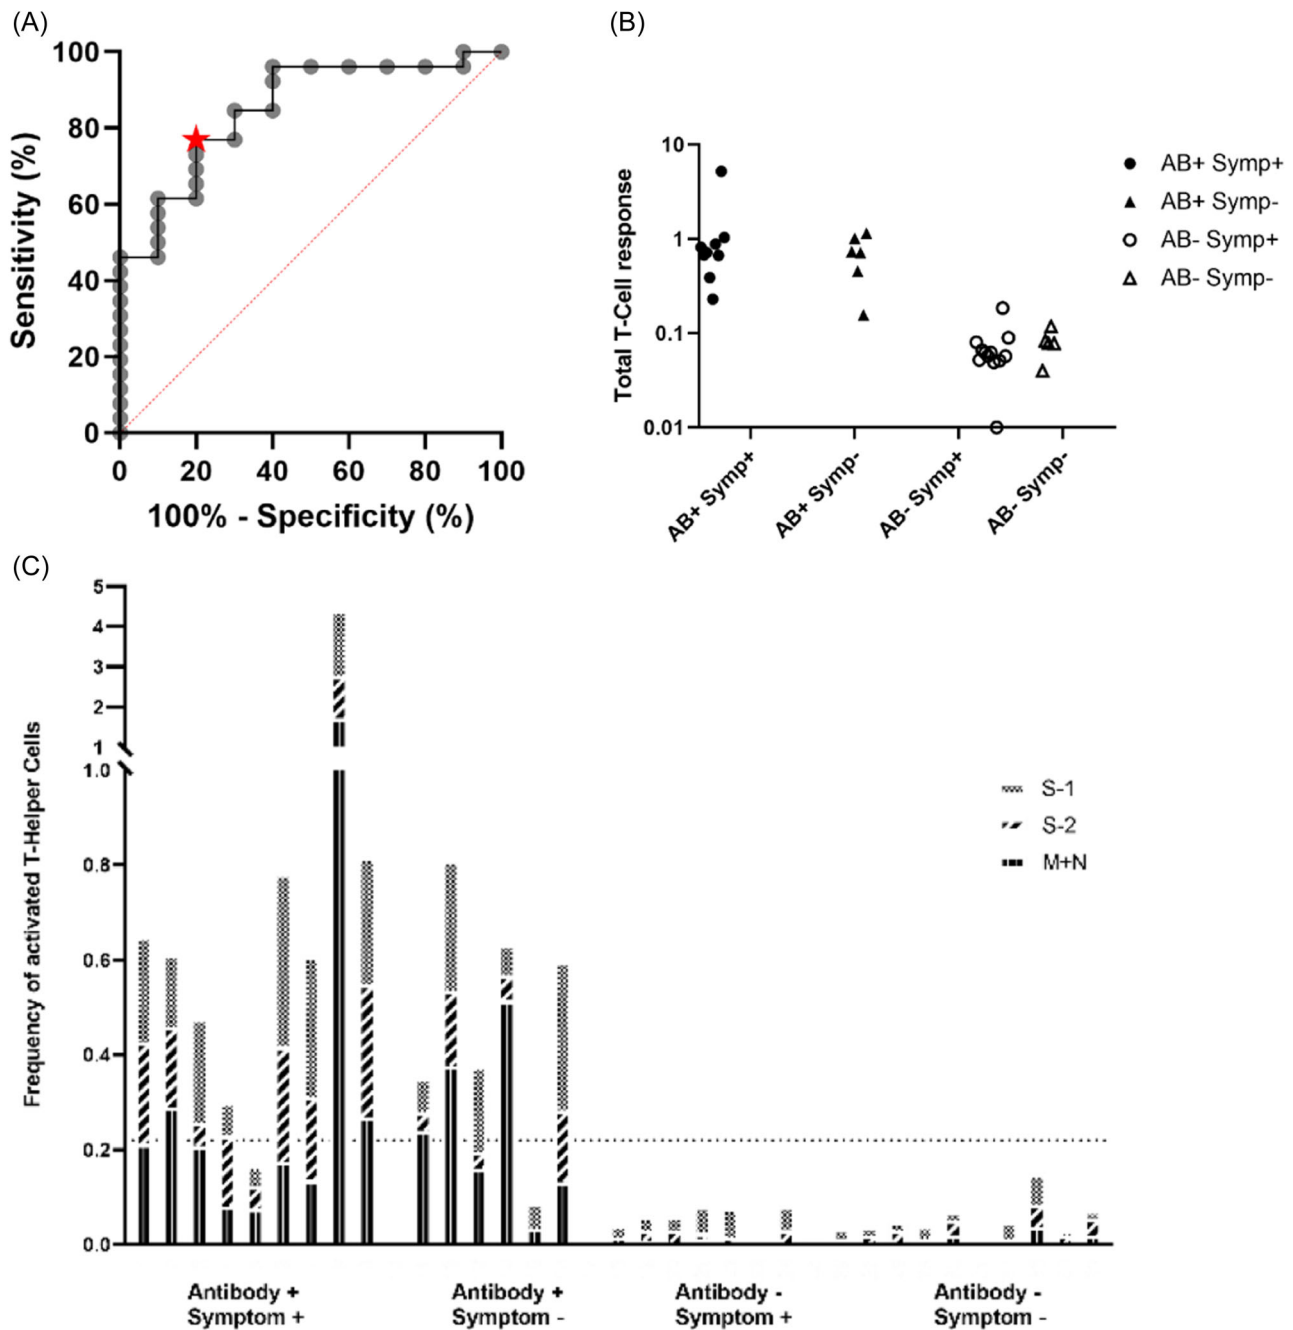 (A)
100
80
60
40
20
0
Sensitivity (%)
0 20 40 60 80 100
100% - Specificity (%)
(B)
10
1
0.1
0.01
Total T-Cell response
AB+ Symp+
AB+ Symp-
AB- Symp+
AB- Symp-
AB+ Symp+
AB+ Symp-
AB- Symp+
AB- Symp-
(C)
5
4
3
2
1
1.0
0.8
0.6
0.4
0.2
0.0
Frequency of activated T-Helper Cells
S-1
S-2
M+N
Antibody +
Symptom +
Antibody +
Symptom -
Antibody -
Symptom +
Antibody -
Symptom -